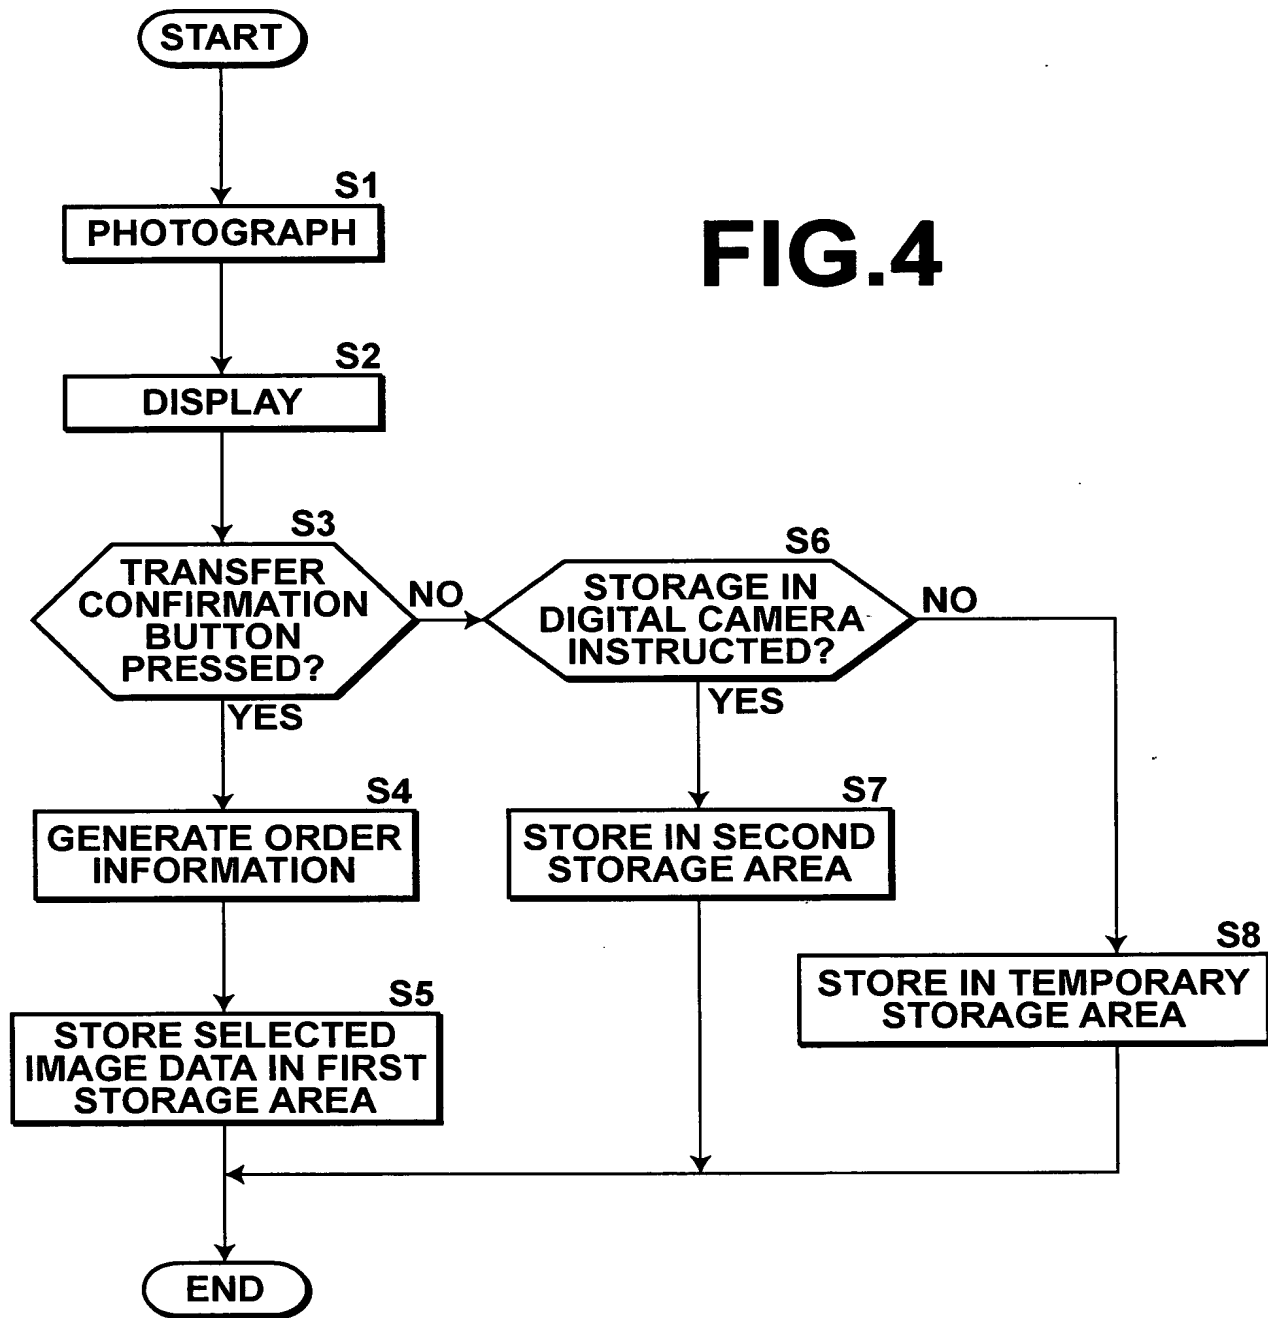 START
S1
PHOTOGRAPH
FIG.4
S2
DISPLAY
S3
TRANSFER
CONFIRMATION
BUTTON
PRESSED?
NO
YES
S6
STORAGE IN
DIGITAL CAMERA
INSTRUCTED?
NO
YES
S4
GENERATE ORDER
INFORMATION
S7
STORE IN SECOND
STORAGE AREA
S8
STORE IN TEMPORARY
STORAGE AREA
S5
STORE SELECTED
IMAGE DATA IN FIRST
STORAGE AREA
END